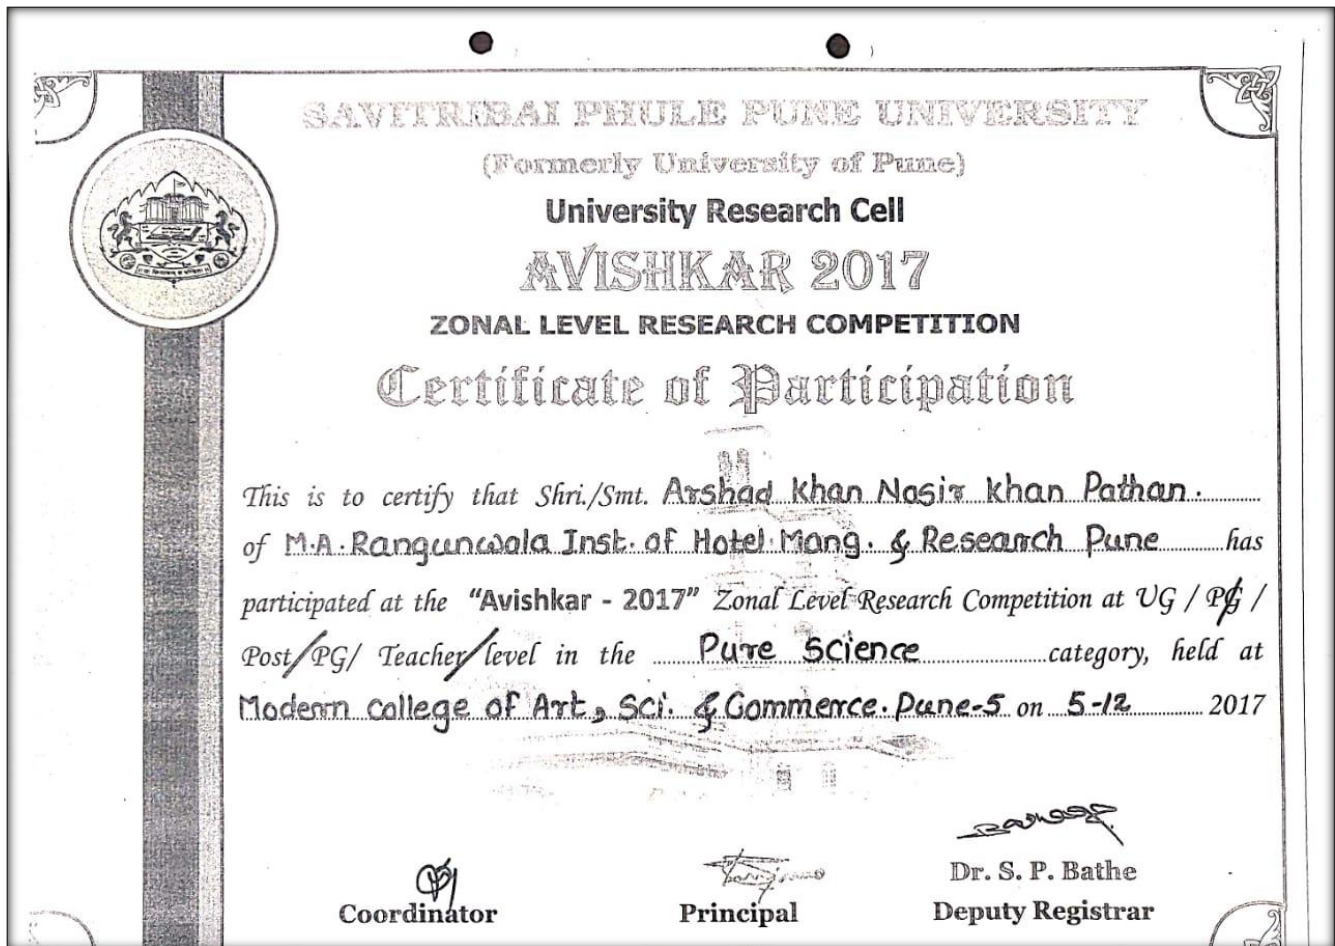 SAVITRIBAI PHULE PUNE UNIVERSITY
(Formerly University of Pune)
University Research Cell
AVISHKAR 2017
ZONAL LEVEL RESEARCH COMPETITION
Certificate of Participation
This is to certify that Shri./Smt. Arshad Khan Nasir Khan Pathan.
of M.A. Rangunwala Inst. of Hotel Mang. & Research Pune has
participated at the "Avishkar - 2017" Zonal Level Research Competition at UG / PG /
Post/PG/ Teacher/level in the Pure Science category, held at
Modern College of Art, Sci. & Commerce. Pune-5 on 5-12 2017
Dr. S. P. Bathe
Coordinator Principal Deputy Registrar